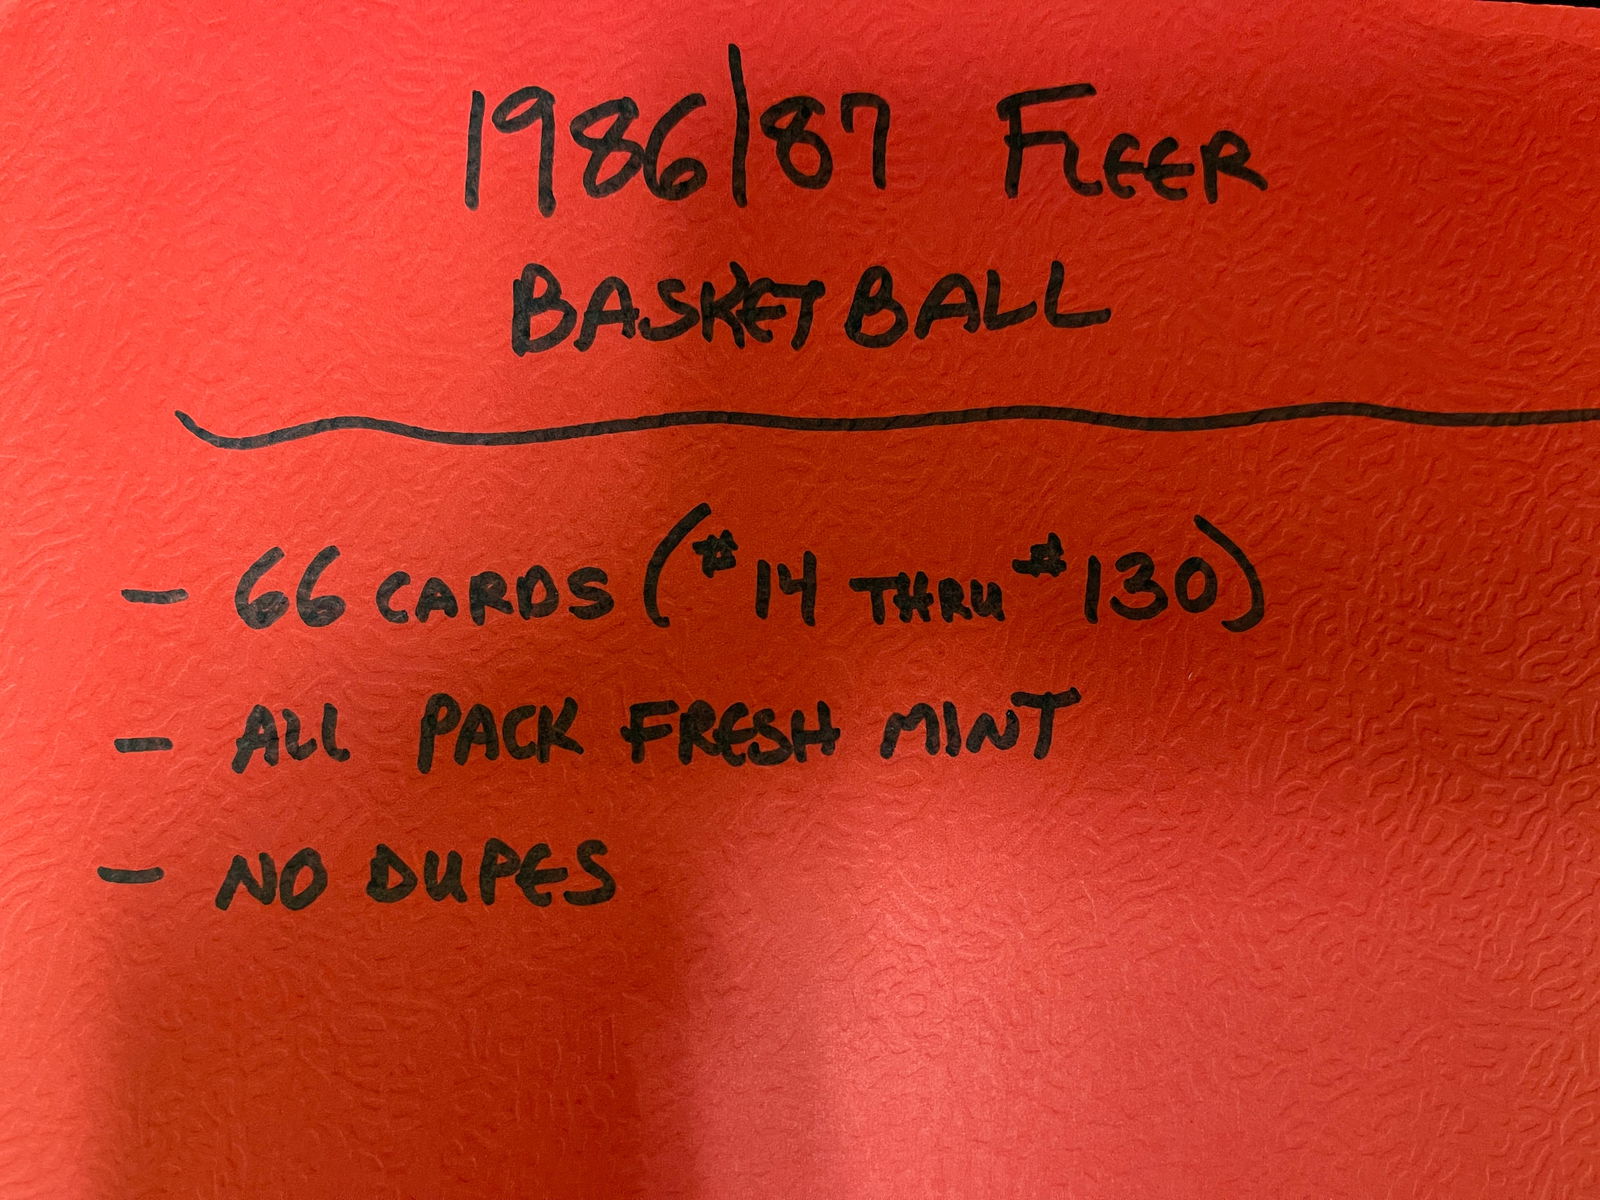 1986/87 FLEER
BASKETBALL
- 66 CARDS (#14 THRU #130)
- ALL PACK FRESH MINT
- NO DUPES